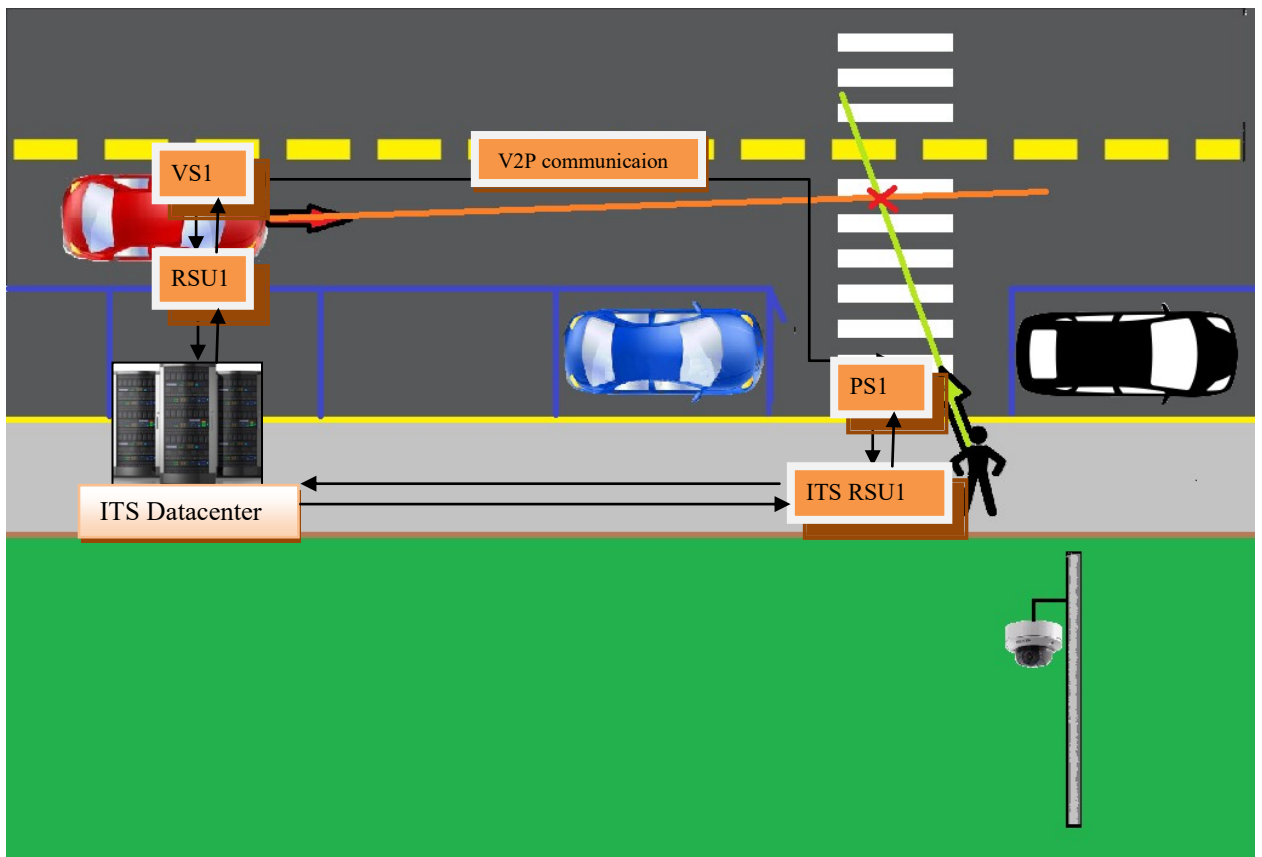 VS1
V2P communicaion
RSU1
PS1
ITS RSU1
ITS Datacenter